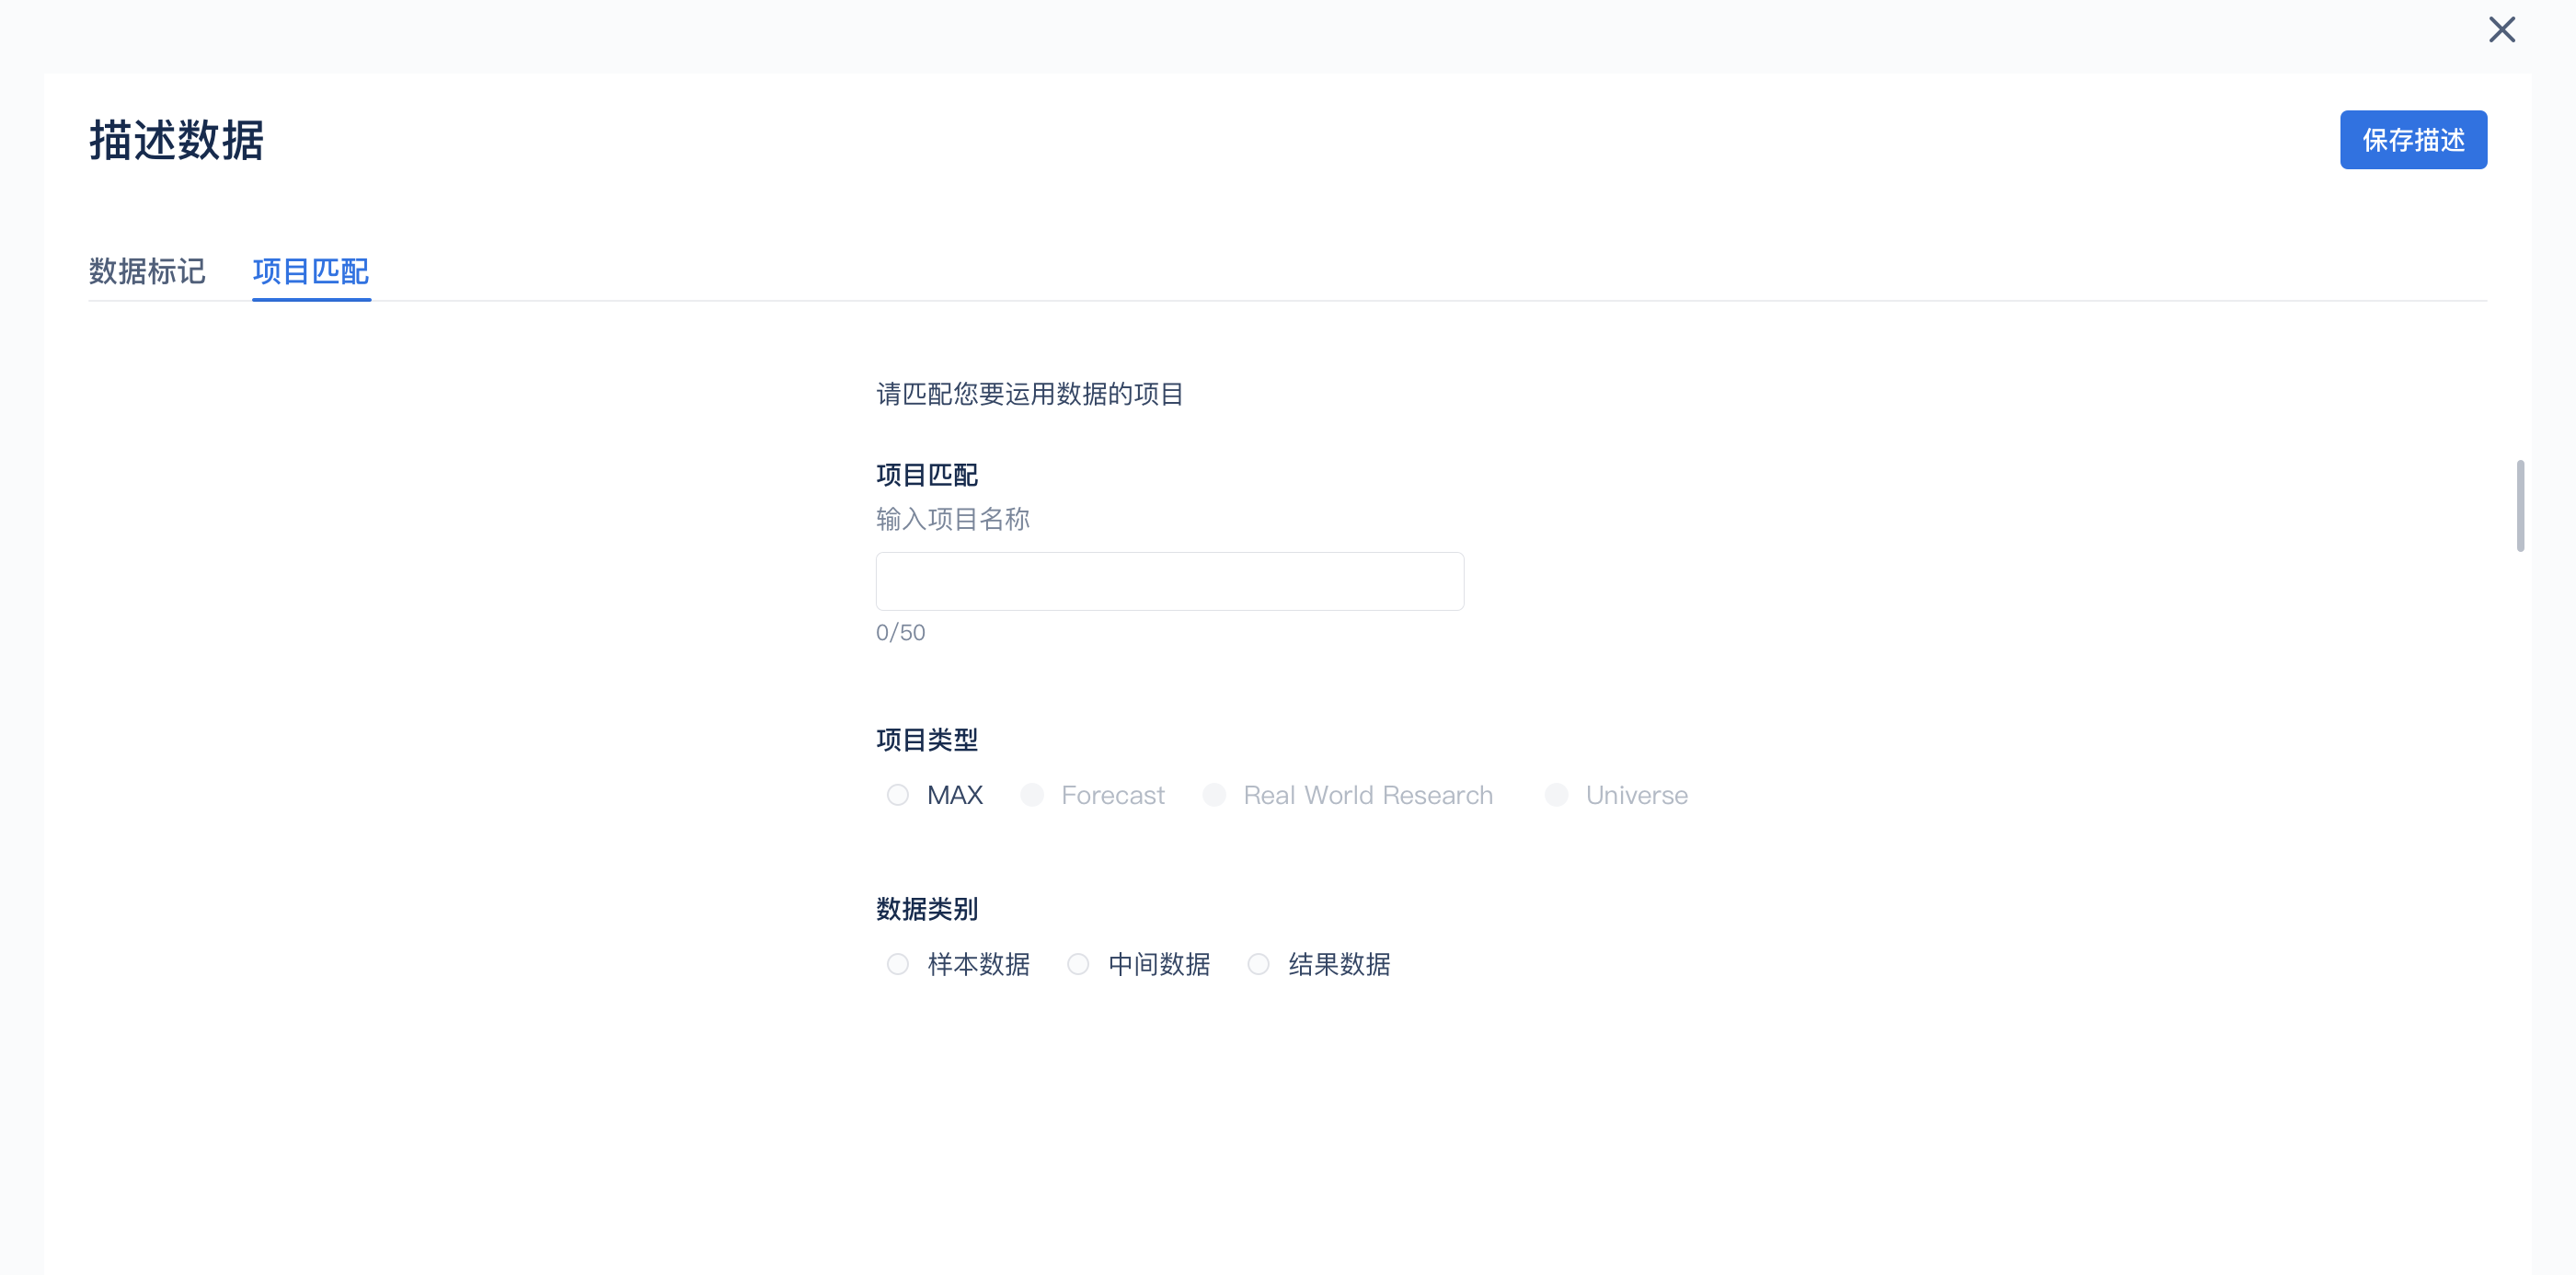 描述数据
保存描述
数据标记 项目匹配
请匹配您要运用数据的项目
项目匹配
输入项目名称
0/50
项目类型
MAX Forecast Real World Research Universe
数据类别
样本数据 中间数据 结果数据